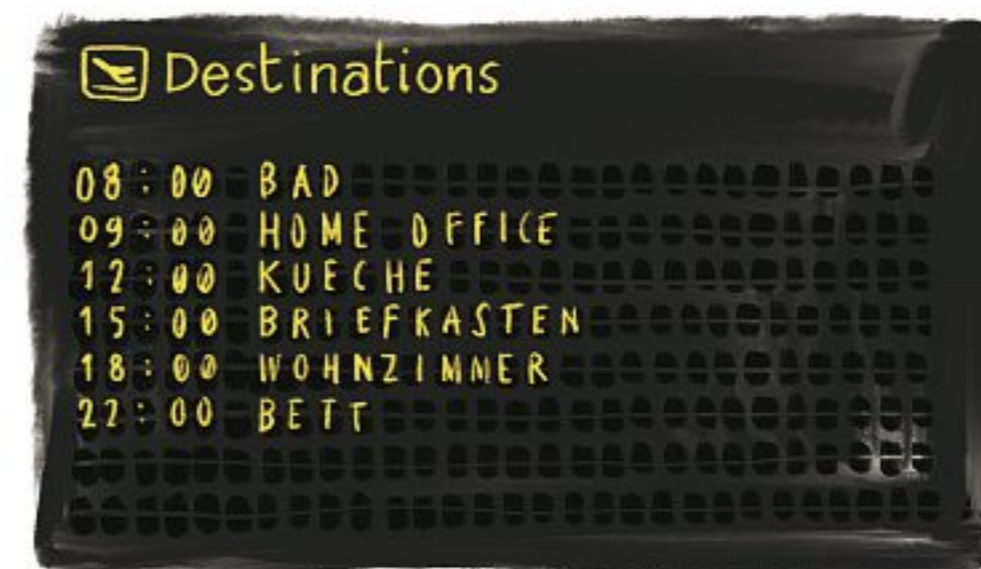 Destinations
08:00 BAD
09:00 HOME OFFICE
12:00 KUECHE
15:00 BRIEFKASTEN
18:00 WOHNZIMMER
22:00 BETT